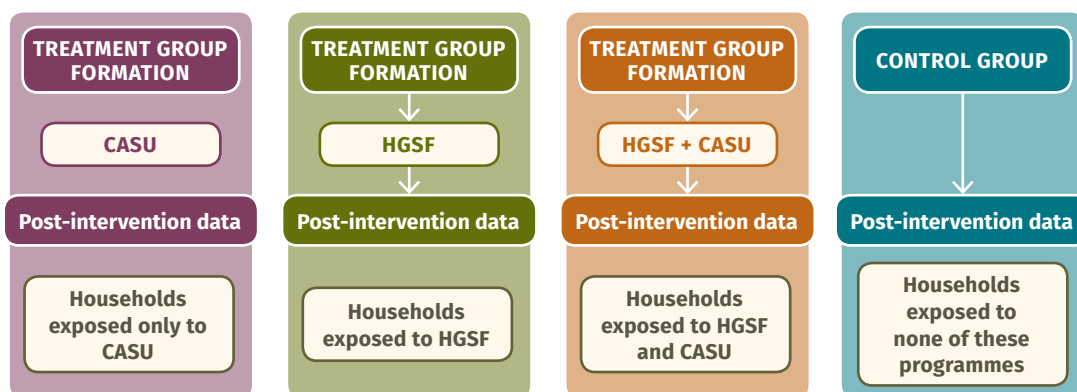 TREATMENT GROUP
FORMATION
CASU
Post-intervention data
Households
exposed only to
CASU
TREATMENT GROUP
FORMATION
HGSF
Post-intervention data
Households
exposed to HGSF
TREATMENT GROUP
FORMATION
HGSF + CASU
Post-intervention data
Households
exposed to HGSF
and CASU
CONTROL GROUP
Post-intervention data
Households
exposed to
none of these
programmes